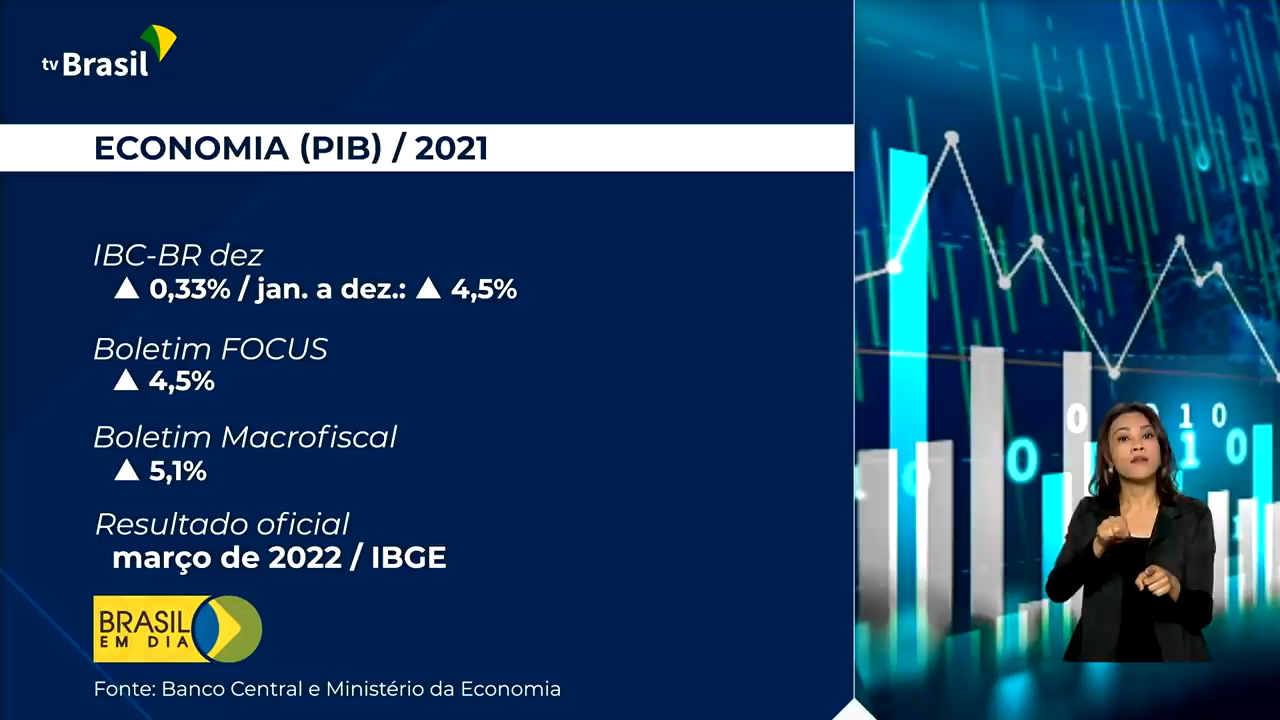 tv Brasil
ECONOMIA (PIB) / 2021
IBC-BR dez
▲ 0,33% / jan. a dez.: ▲ 4,5%
Boletim FOCUS
▲ 4,5%
Boletim Macrofiscal
▲ 5,1%
Resultado oficial
março de 2022 / IBGE
BRASIL
EM DIA
Fonte: Banco Central e Ministério da Economia